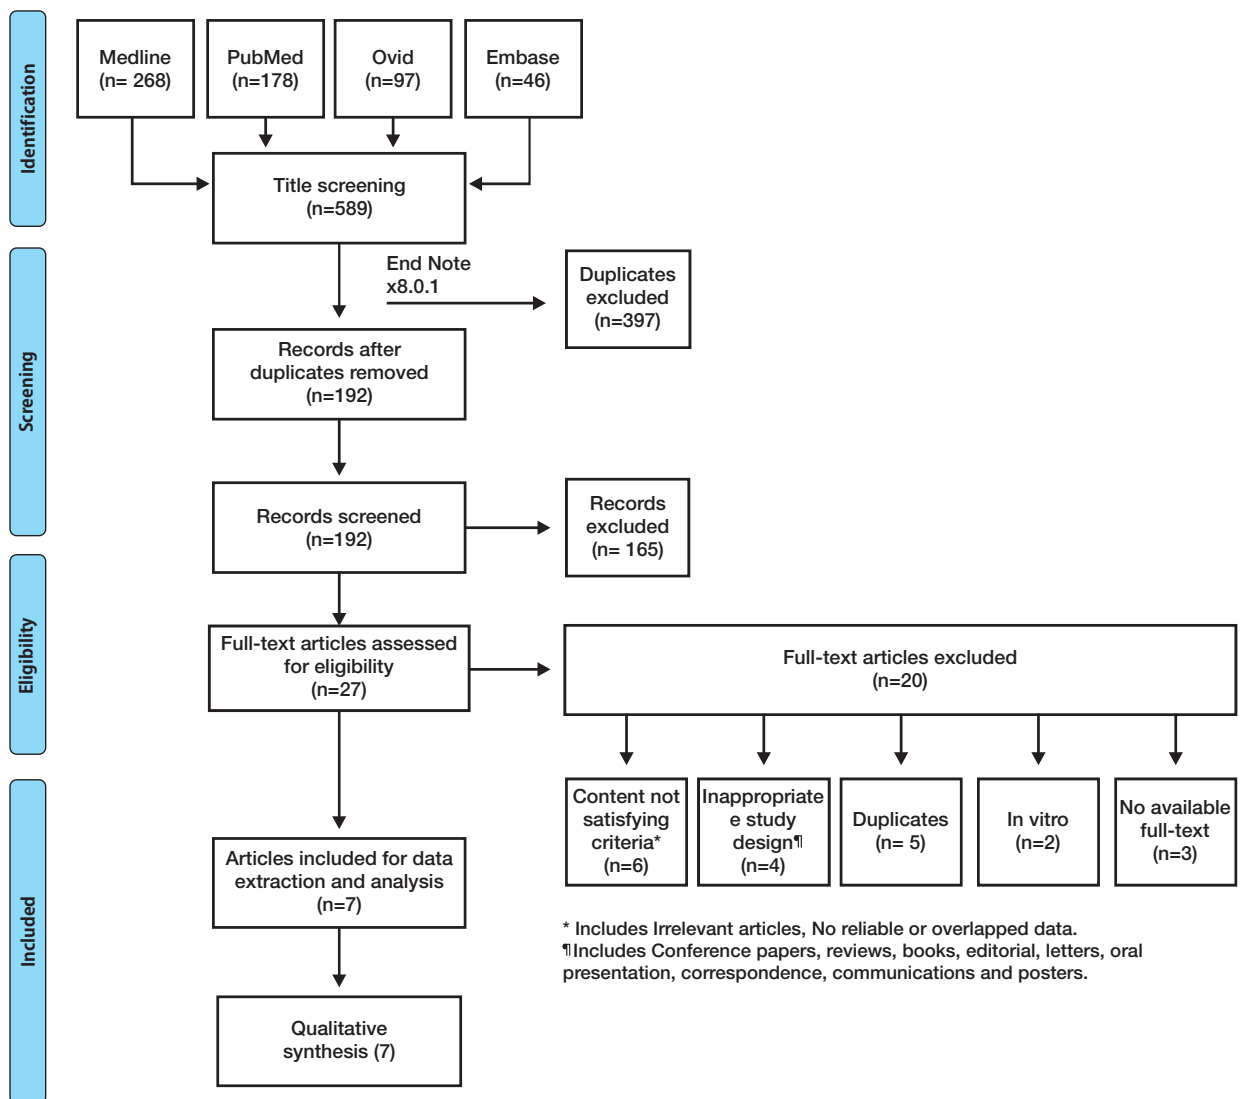 Identification
Medline
(n= 268)
PubMed
(n=178)
Ovid
(n=97)
Embase
(n=46)
Title screening
(n=589)
Screening
End Note
x8.0.1
Duplicates
excluded
(n=397)
Records after
duplicates removed
(n=192)
Records screened
(n=192)
Records
excluded
(n= 165)
Eligibility
Full-text articles assessed
for eligibility
(n=27)
Full-text articles excluded
(n=20)
Content not
satisfying
criteria*
(n=6)
Inappropriate
e study
design¶
(n=4)
Duplicates
(n= 5)
In vitro
(n=2)
No available
full-text
(n=3)
Included
Articles included for data
extraction and analysis
(n=7)
Qualitative
synthesis (7)
* Includes Irrelevant articles, No reliable or overlapped data.
¶Includes Conference papers, reviews, books, editorial, letters, oral
presentation, correspondence, communications and posters.